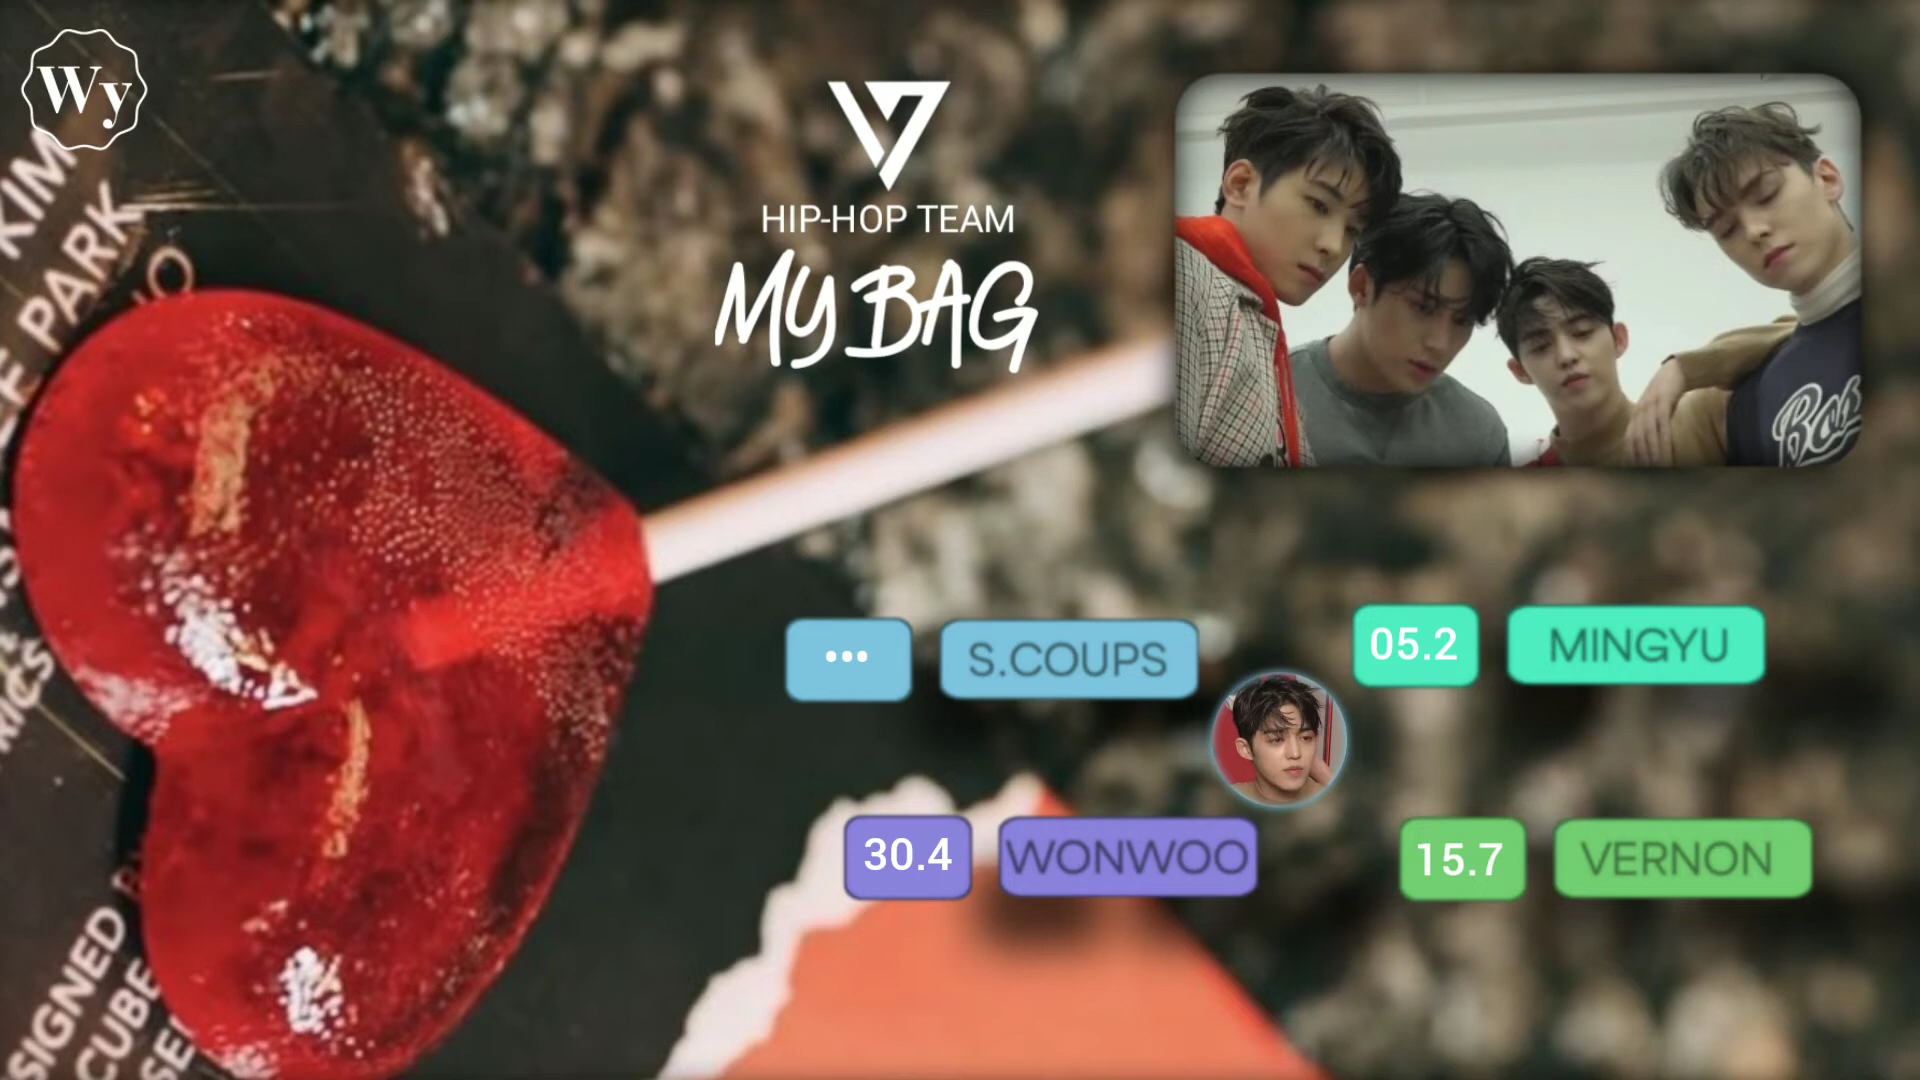 Wy
HIP-HOP TEAM
MY BAG
KIM
PARK
SIGNED
CUBE
Bo
... S.COUPS
05.2 MINGYU
30.4 WONWOO
15.7 VERNON